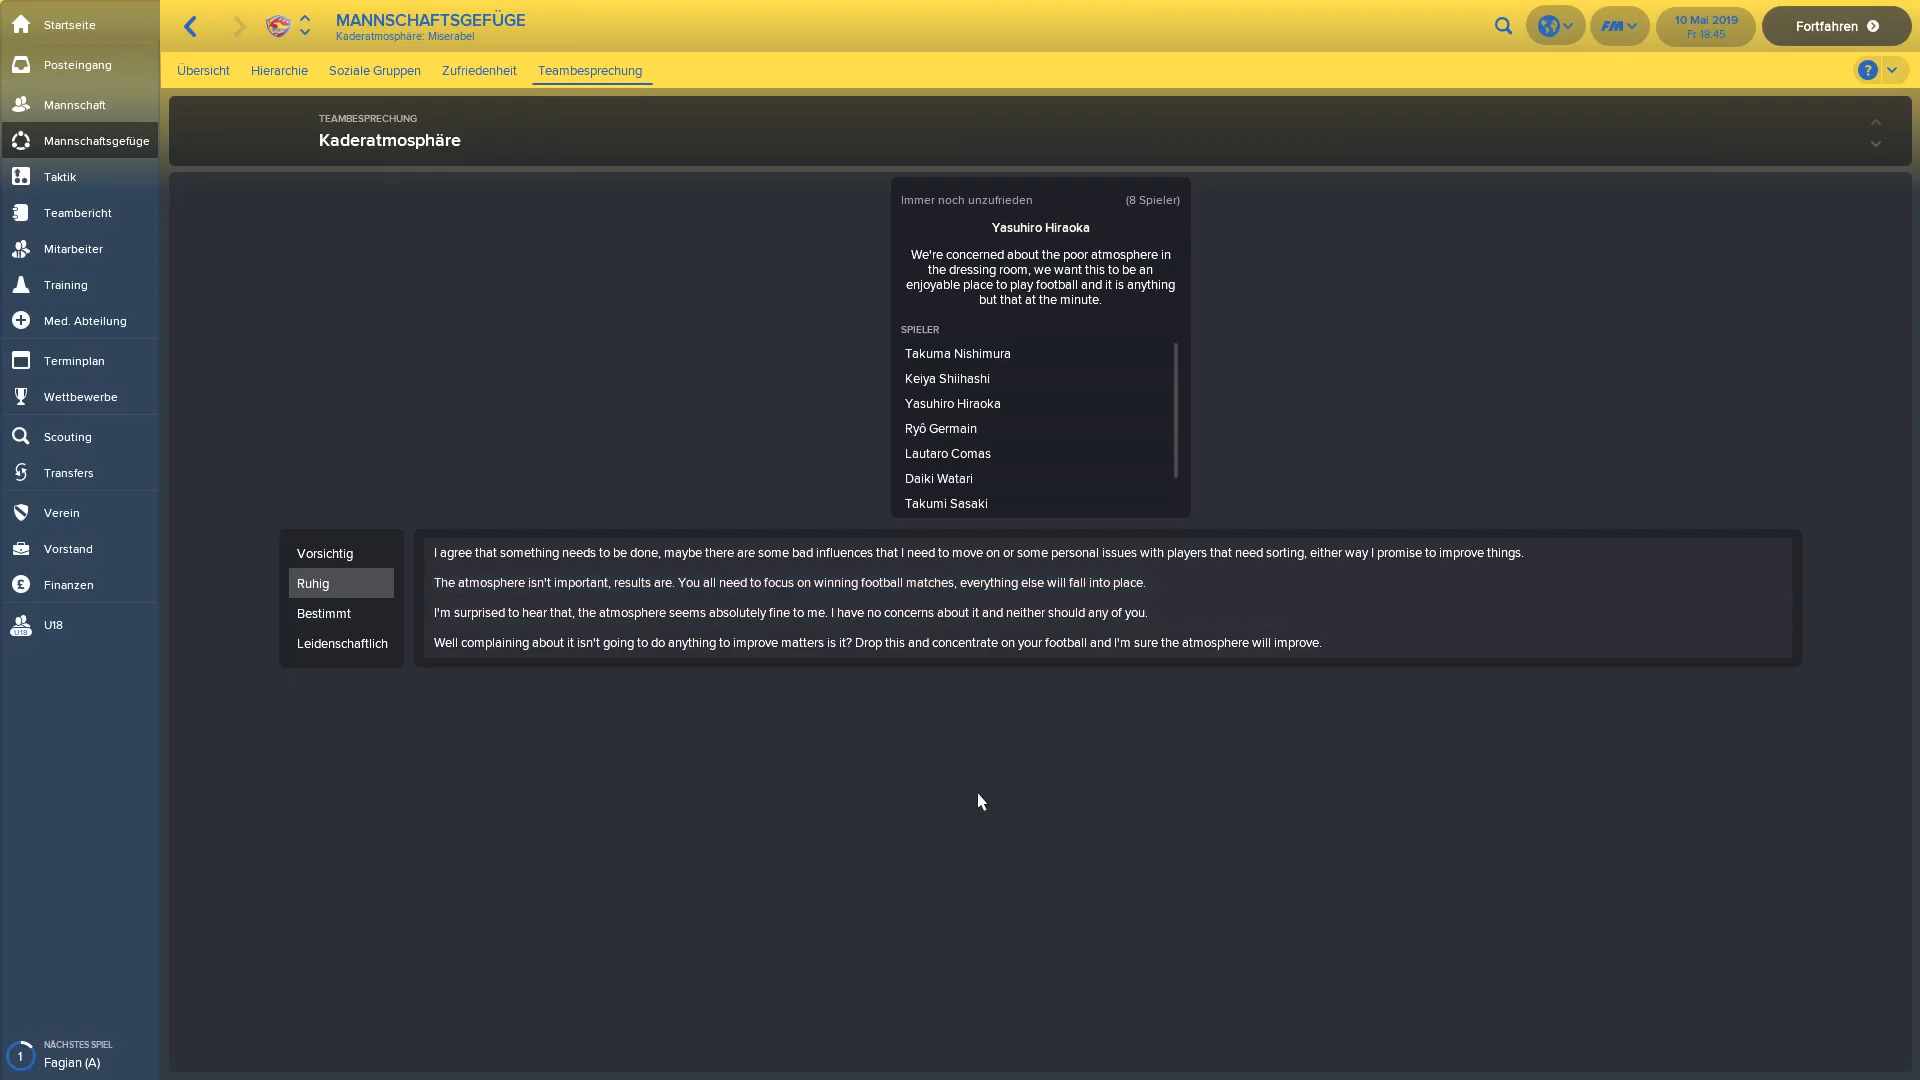 Startseite
Posteingang
Mannschaft
Mannschaftsgefüge
Taktik
Teambericht
Mitarbeiter
Training
Med. Abteilung
Terminplan
Wettbewerbe
Scouting
Transfers
Verein
Vorstand
Finanzen
U18
U18
1
NÄCHSTES SPIEL
Fagian (A)
MANNSCHAFTSGEFÜGE
Kaderatmosphäre: Miserabel
FM
10 Mai 2019
Fr 18:45
Fortfahren
Übersicht
Hierarchie
Soziale Gruppen
Zufriedenheit
Teambesprechung
?
TEAMBESPRECHUNG
Kaderatmosphäre
Immer noch unzufrieden (8 Spieler)
Yasuhiro Hiraoka
We're concerned about the poor atmosphere in
the dressing room, we want this to be an
enjoyable place to play football and it is anything
but that at the minute.
SPIELER
Takuma Nishimura
Keiya Shiihashi
Yasuhiro Hiraoka
Ryô Germain
Lautaro Comas
Daiki Watari
Takumi Sasaki
Vorsichtig
Ruhig
Bestimmt
Leidenschaftlich
I agree that something needs to be done, maybe there are some bad influences that I need to move on or some personal issues with players that need sorting, either way I promise to improve things.
The atmosphere isn't important, results are. You all need to focus on winning football matches, everything else will fall into place.
I'm surprised to hear that, the atmosphere seems absolutely fine to me. I have no concerns about it and neither should any of you.
Well complaining about it isn't going to do anything to improve matters is it? Drop this and concentrate on your football and I'm sure the atmosphere will improve.